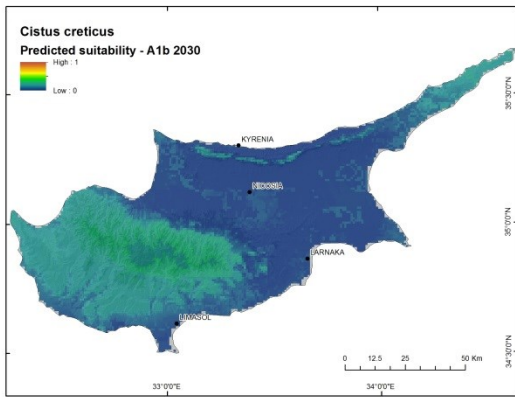 Cistus creticus
Predicted suitability - A1b 2030
High : 1
Low : 0
KYRENIA
NICOSIA
LARNAKA
LIMASOL
35°30'0"N
35°0'0"N
34°30'0"N
0 12.5 25 50 Km
33°0'0"E 34°0'0"E